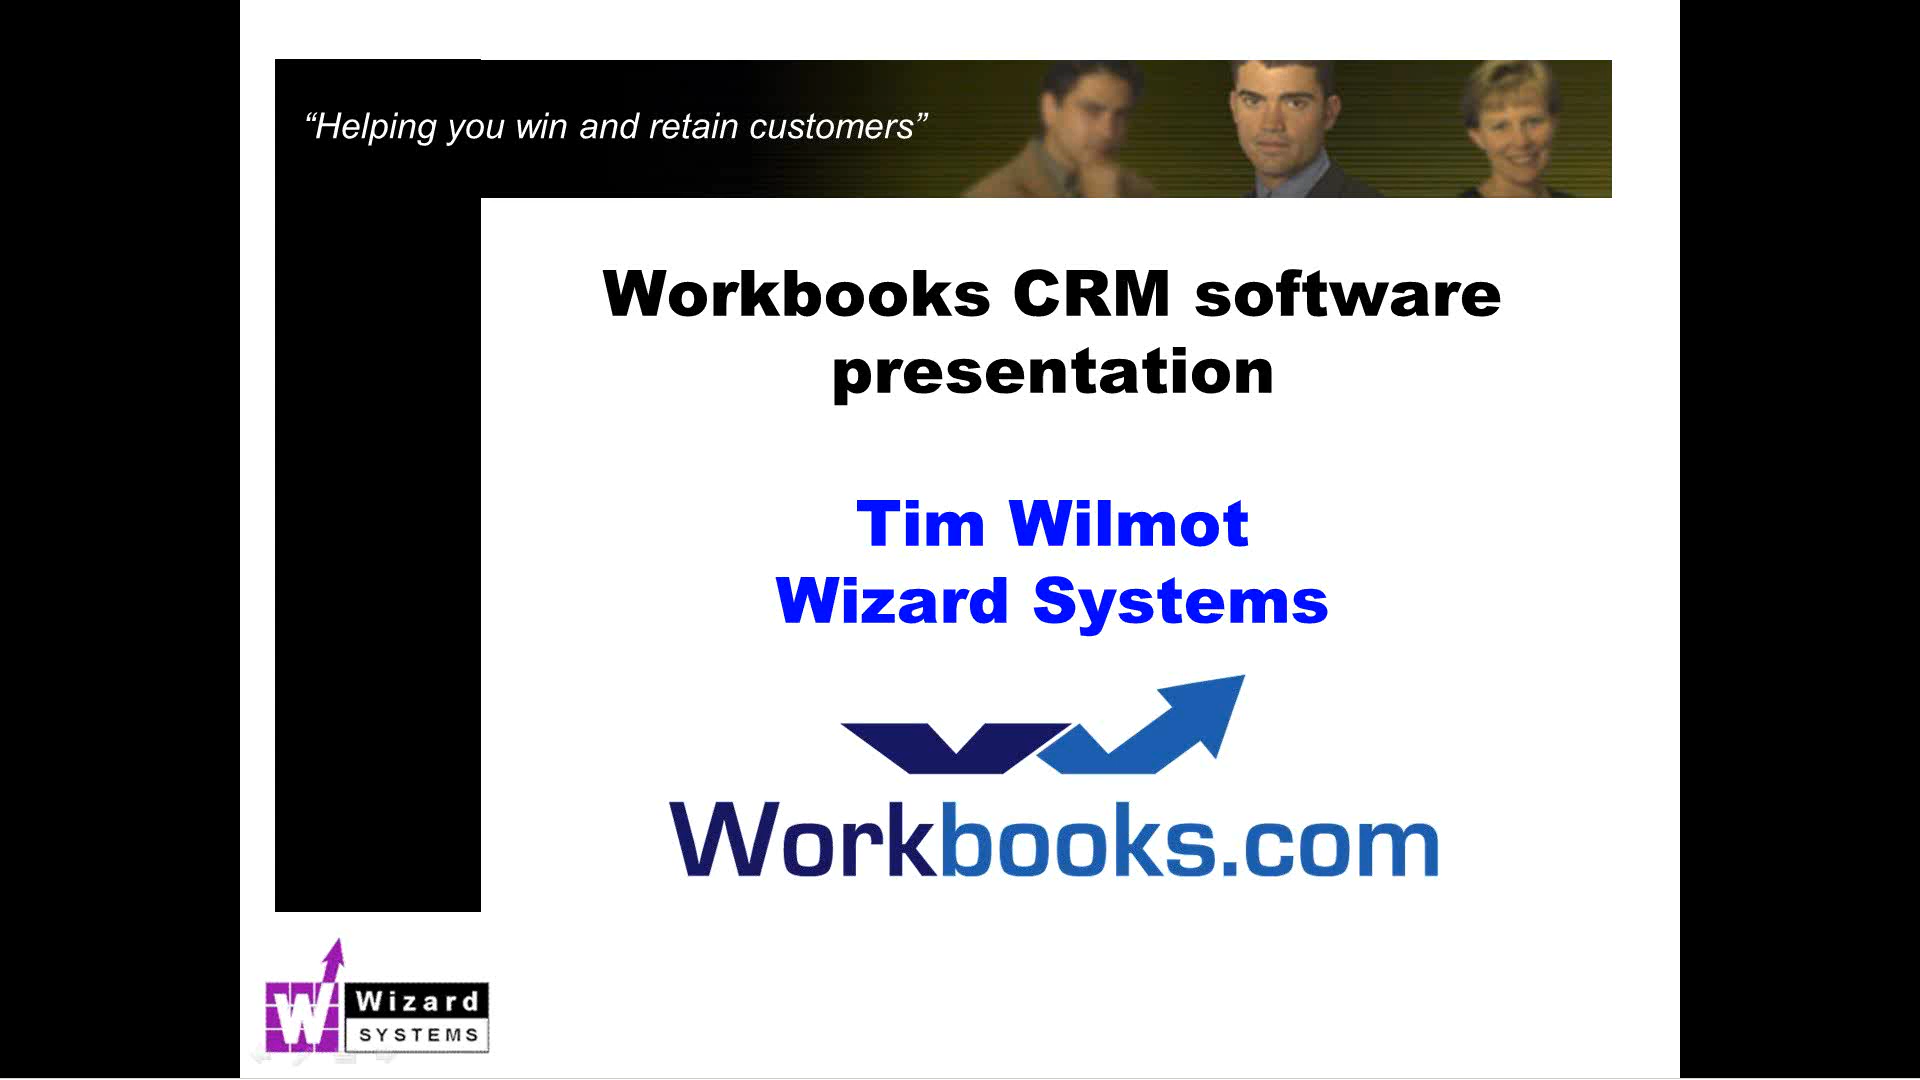 “Helping you win and retain customers”
Workbooks CRM software
presentation
Tim Wilmot
Wizard Systems
Workbooks.com
W
Wizard
SYSTEMS